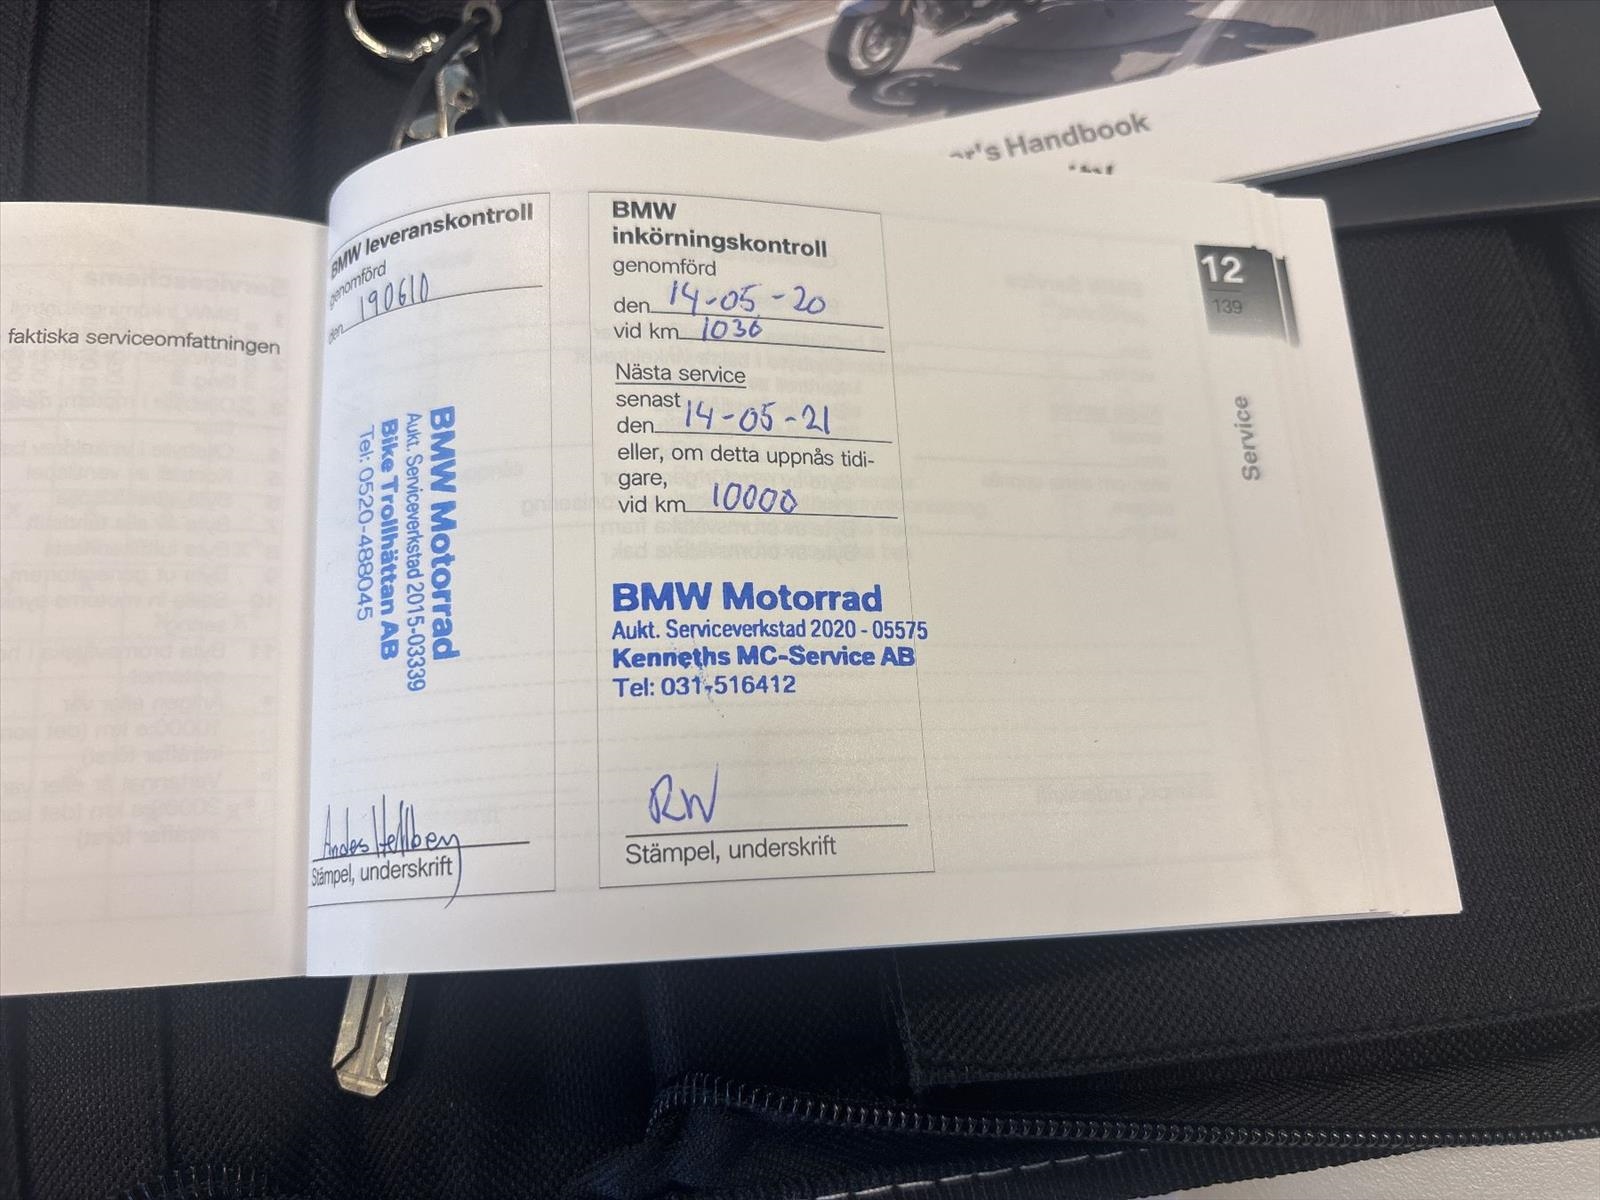 's Handbook
faktiska serviceomfattningen
BMW leveranskontroll
genomförd
den 190610
BMW Motorrad
Aukt. Serviceverkstad 2015-03339
Bike Trollhättan AB
Tel: 0520-488045
Stämpel, underskrift
BMW
inkörningskontroll
genomförd
den 14-05-20
vid km 1036
Nästa service
senast
den 14-05-21
eller, om detta uppnås tidi-
gare,
vid km 10000
BMW Motorrad
Aukt. Serviceverkstad 2020 - 05575
Kenneths MC-Service AB
Tel: 031-516412
RW
Stämpel, underskrift
12
139
Service